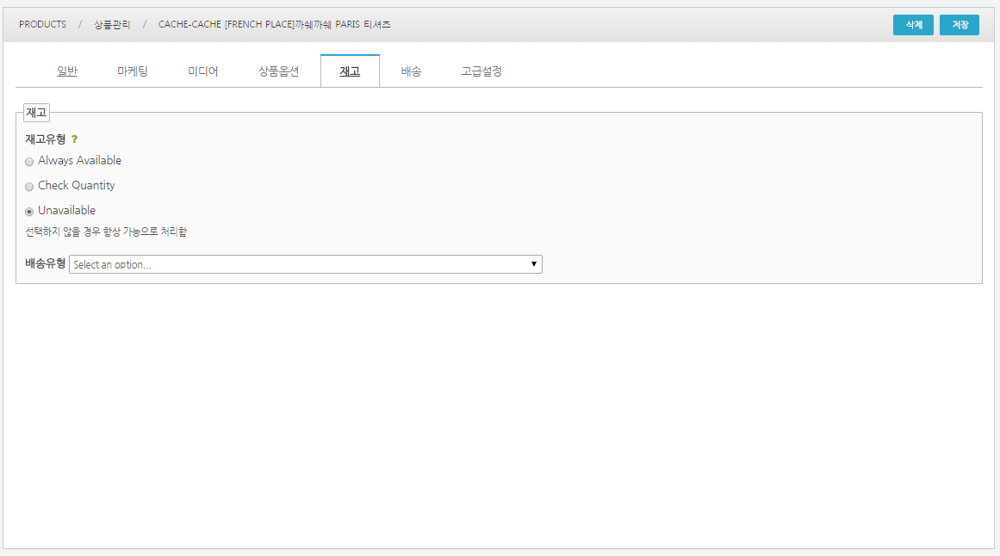 PRODUCTS / 상품관리 / CACHE-CACHE [FRENCH PLACE]까쉐까쉐 PARIS 티셔츠 삭제 저장
일반 마케팅 미디어 상품옵션 재고 배송 고급설정
재고
재고유형 ?
Always Available
Check Quantity
Unavailable
선택하지 않을 경우 항상 가능으로 처리함
배송유형 Select an option...